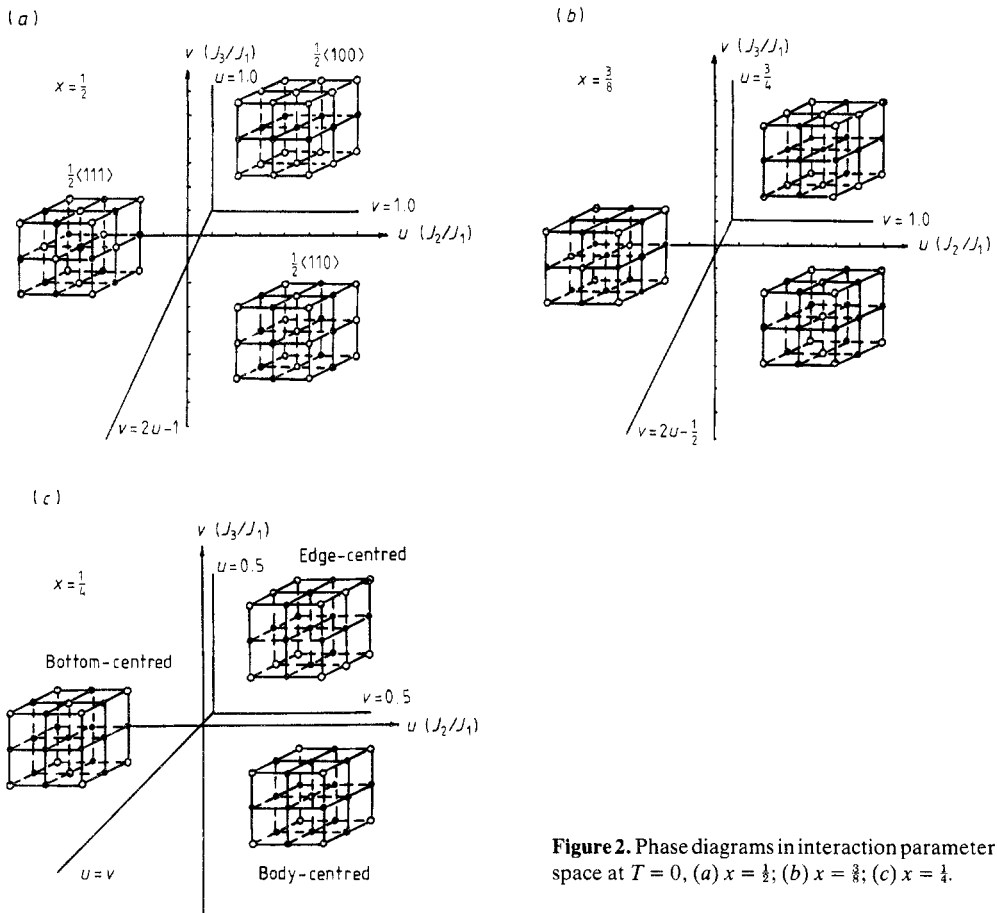 (a)
v (J₃/J₁)
½⟨100⟩
x = ½
u = 1.0
½⟨111⟩
v = 1.0
u (J₂/J₁)
½⟨110⟩
v = 2u − 1
(b)
v (J₃/J₁)
x = ⅜
u = ¾
v = 1.0
u (J₂/J₁)
v = 2u − ½
(c)
v (J₃/J₁)
Edge-centred
x = ¼
u = 0.5
Bottom-centred
v = 0.5
u (J₂/J₁)
u = v
Body-centred
Figure 2. Phase diagrams in interaction parameter
space at T = 0, (a) x = ½; (b) x = ⅜; (c) x = ¼.